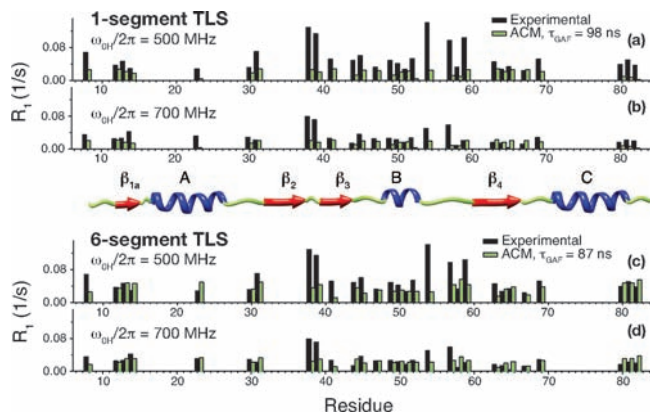 1-segment TLS
ω0H/2π = 500 MHz
Experimental
ACM, τGAF = 98 ns
(a)
0.08
0.00
R1 (1/s)
ω0H/2π = 700 MHz
(b)
0.08
0.00
10 20 30 40 50 60 70 80
β1a A β2 β3 B β4 C
6-segment TLS
ω0H/2π = 500 MHz
Experimental
ACM, τGAF = 87 ns
(c)
0.08
0.00
R1 (1/s)
ω0H/2π = 700 MHz
(d)
0.08
0.00
10 20 30 40 50 60 70 80
Residue